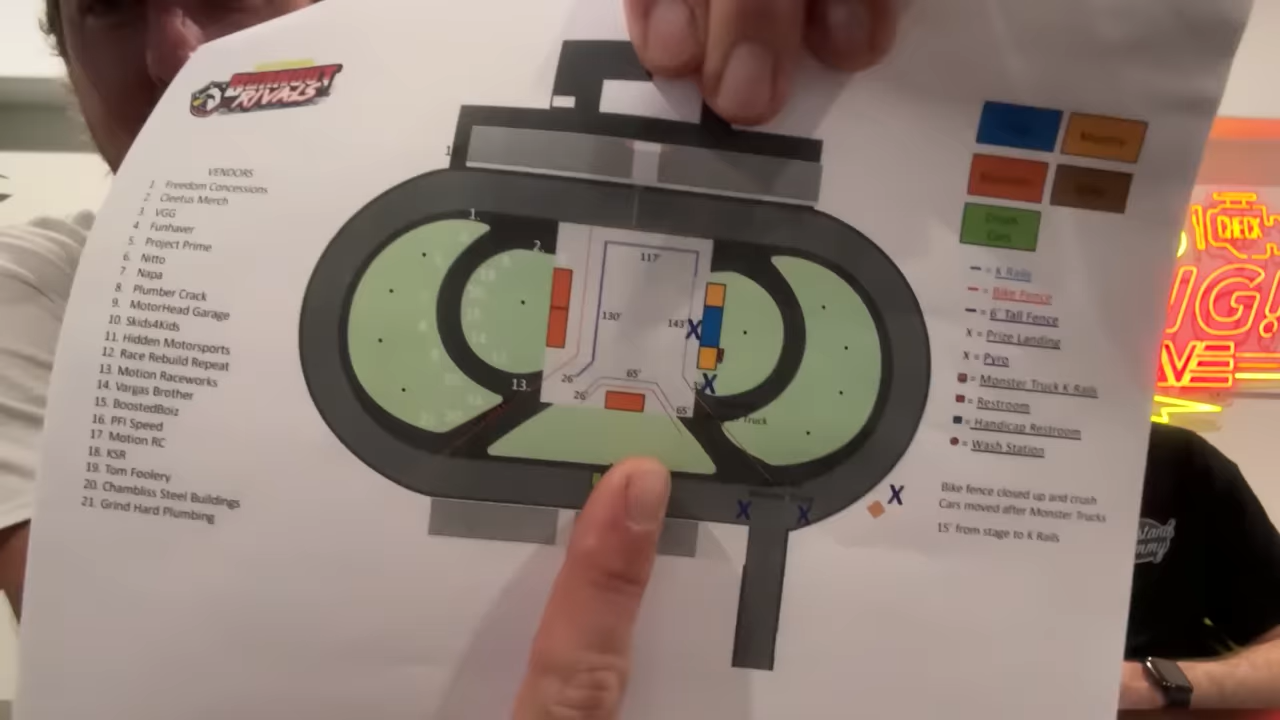 BURNOUT
RIVALS
VENDORS
1. Freedom Concessions
2. Cleetus Merch
3. VGG
4. Funhaver
5. Project Prime
6. Nitto
7. Napa
8. Plumber Crack
9. MotorHead Garage
10. Skids4Kids
11. Hidden Motorsports
12. Race Rebuild Repeat
13. Motion Raceworks
14. Vargas Brother
15. BoostedBoiz
16. PFI Speed
17. Motion RC
18. KSR
19. Tom Foolery
20. Chambliss Steel Buildings
21. Grind Hard Plumbing
1
1.
2.
117'
130'
143'
X
65'
26'
26'
65'
13.
X
Truck
X
X
X
Crush
Cars
= K Rails
= Bike Fence
= 6' Tall Fence
X = Prize Landing
X = Pyro
= Monster Truck K Rails
= Restroom
= Handicap Restroom
= Wash Station
Bike fence closed up and crush
Cars moved after Monster Trucks
15' from stage to K Rails
CHECK